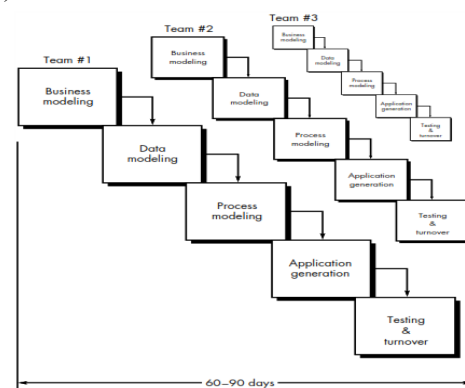 Team #1
Business
modeling
Data
modeling
Process
modeling
Application
generation
Testing
&
turnover
Team #2
Business
modeling
Data
modeling
Process
modeling
Application
generation
Testing
&
turnover
Team #3
Business
modeling
Data
modeling
Process
modeling
Application
generation
Testing
&
turnover
60–90 days